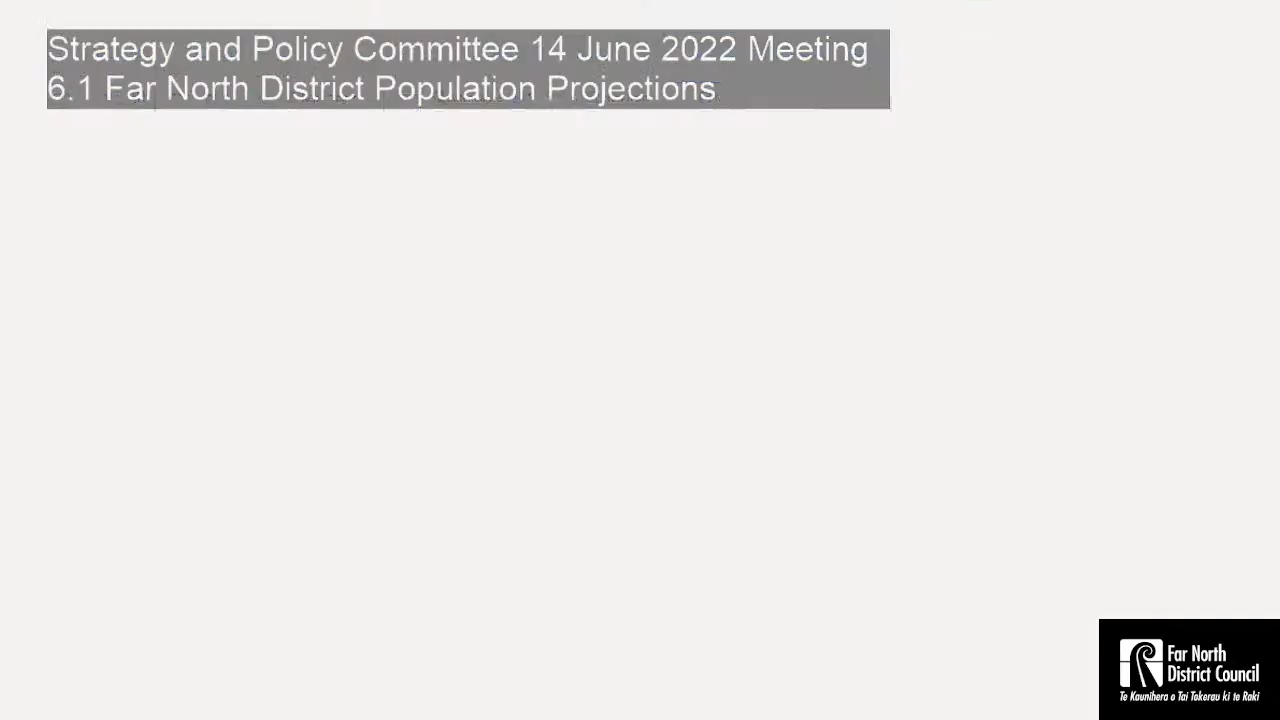 Strategy and Policy Committee 14 June 2022 Meeting
6.1 Far North District Population Projections
Far North
District Council
Te Kaunihera o Tai Tokerau ki te Raki